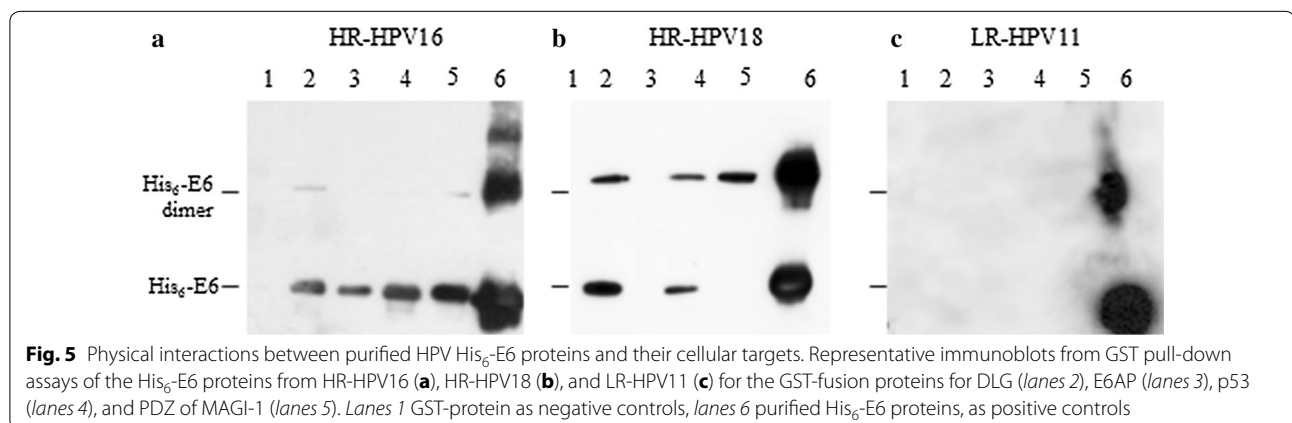 a HR-HPV16 b HR-HPV18 c LR-HPV11
1 2 3 4 5 6 1 2 3 4 5 6 1 2 3 4 5 6
His₆-E6
dimer
His₆-E6
Fig. 5 Physical interactions between purified HPV His₆-E6 proteins and their cellular targets. Representative immunoblots from GST pull-down
assays of the His₆-E6 proteins from HR-HPV16 (a), HR-HPV18 (b), and LR-HPV11 (c) for the GST-fusion proteins for DLG (lanes 2), E6AP (lanes 3), p53
(lanes 4), and PDZ of MAGI-1 (lanes 5). Lanes 1 GST-protein as negative controls, lanes 6 purified His₆-E6 proteins, as positive controls